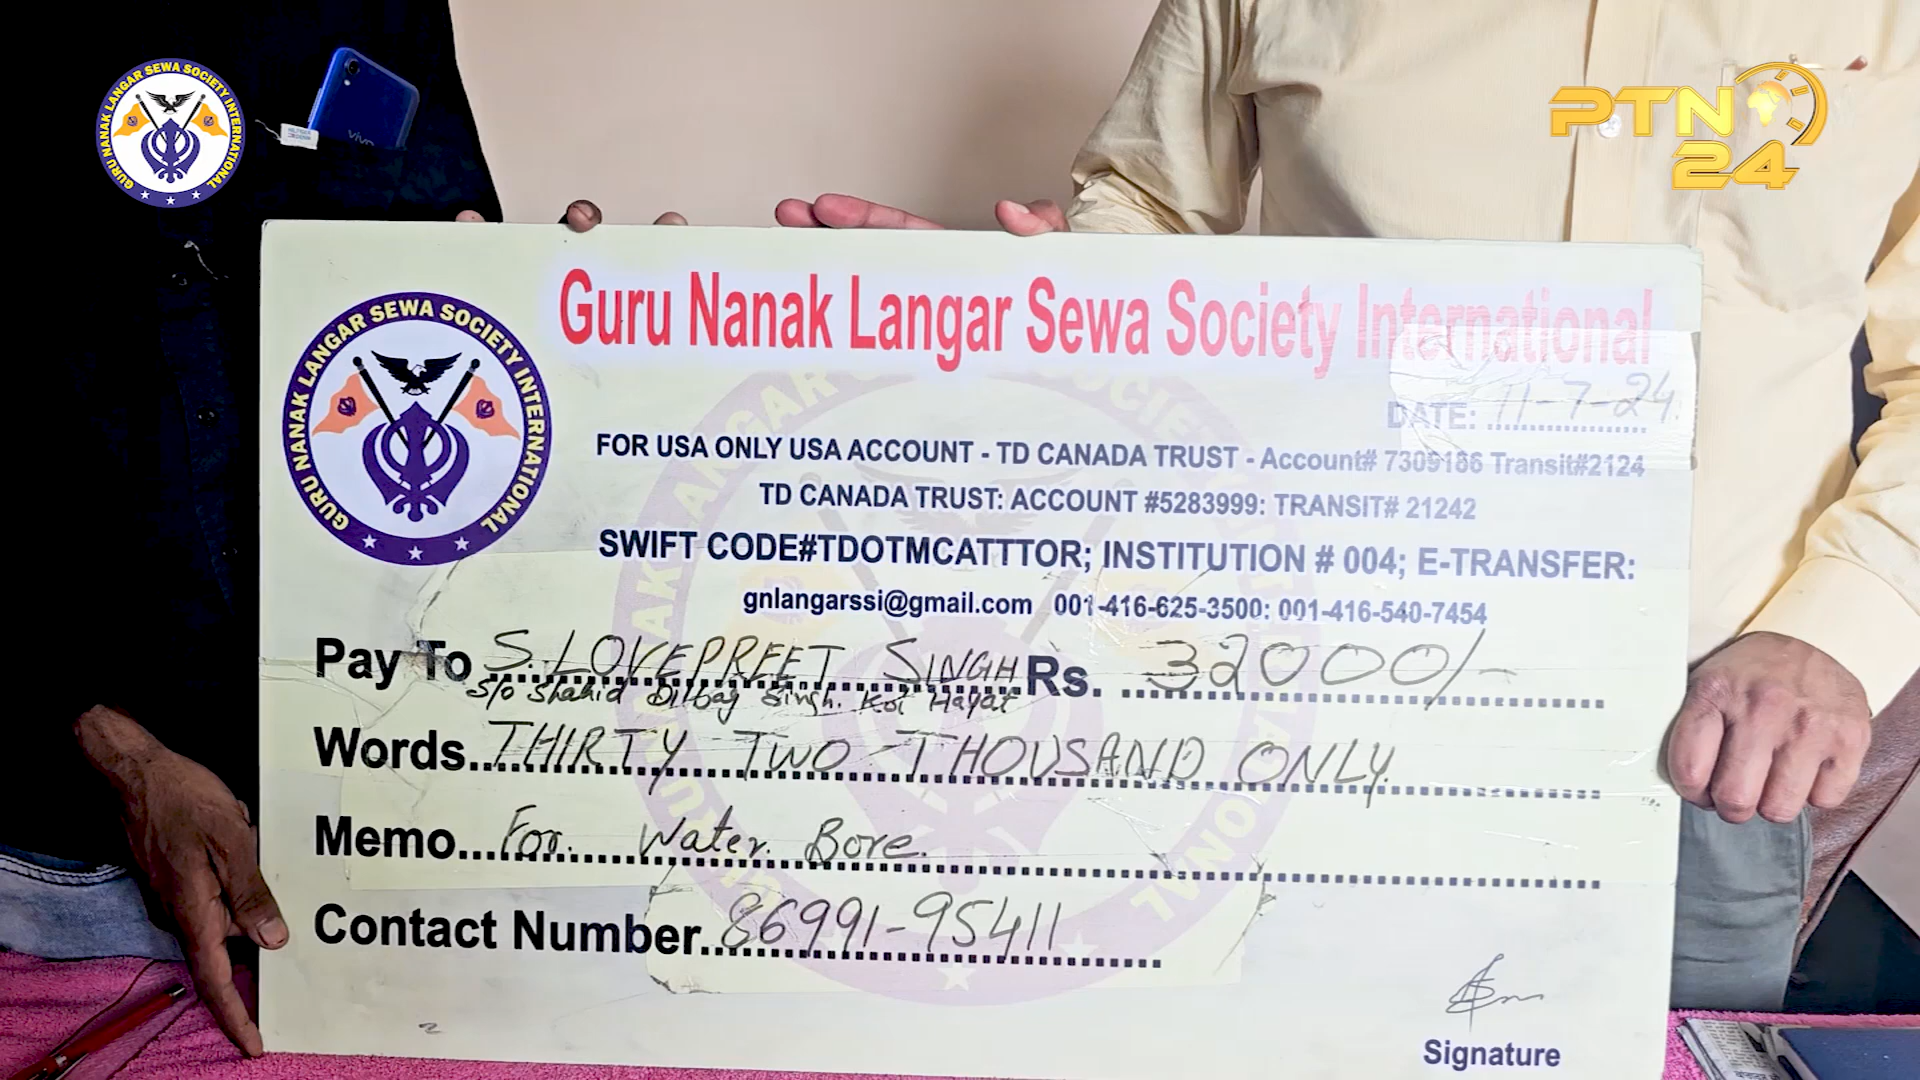 GURU NANAK LANGAR SEWA SOCIETY INTERNATIONAL
vivo
PTN
24
GURU NANAK LANGAR SEWA SOCIETY INTERNATIONAL
Guru Nanak Langar Sewa Society International
DATE: 11-7-24
FOR USA ONLY USA ACCOUNT - TD CANADA TRUST - Account# 7309186 Transit#2124
TD CANADA TRUST: ACCOUNT #5283999: TRANSIT# 21242
SWIFT CODE#TDOTMCATTTOR; INSTITUTION # 004; E-TRANSFER:
gnlangarssi@gmail.com 001-416-625-3500: 001-416-540-7454
Pay To S. LOVEPREET SINGH Rs. 32000/-
S/o Shahid Dilbag Singh. Kot Hayat
Words THIRTY TWO THOUSAND ONLY.
Memo For. Water. Bore.
Contact Number 86991-95411
Signature